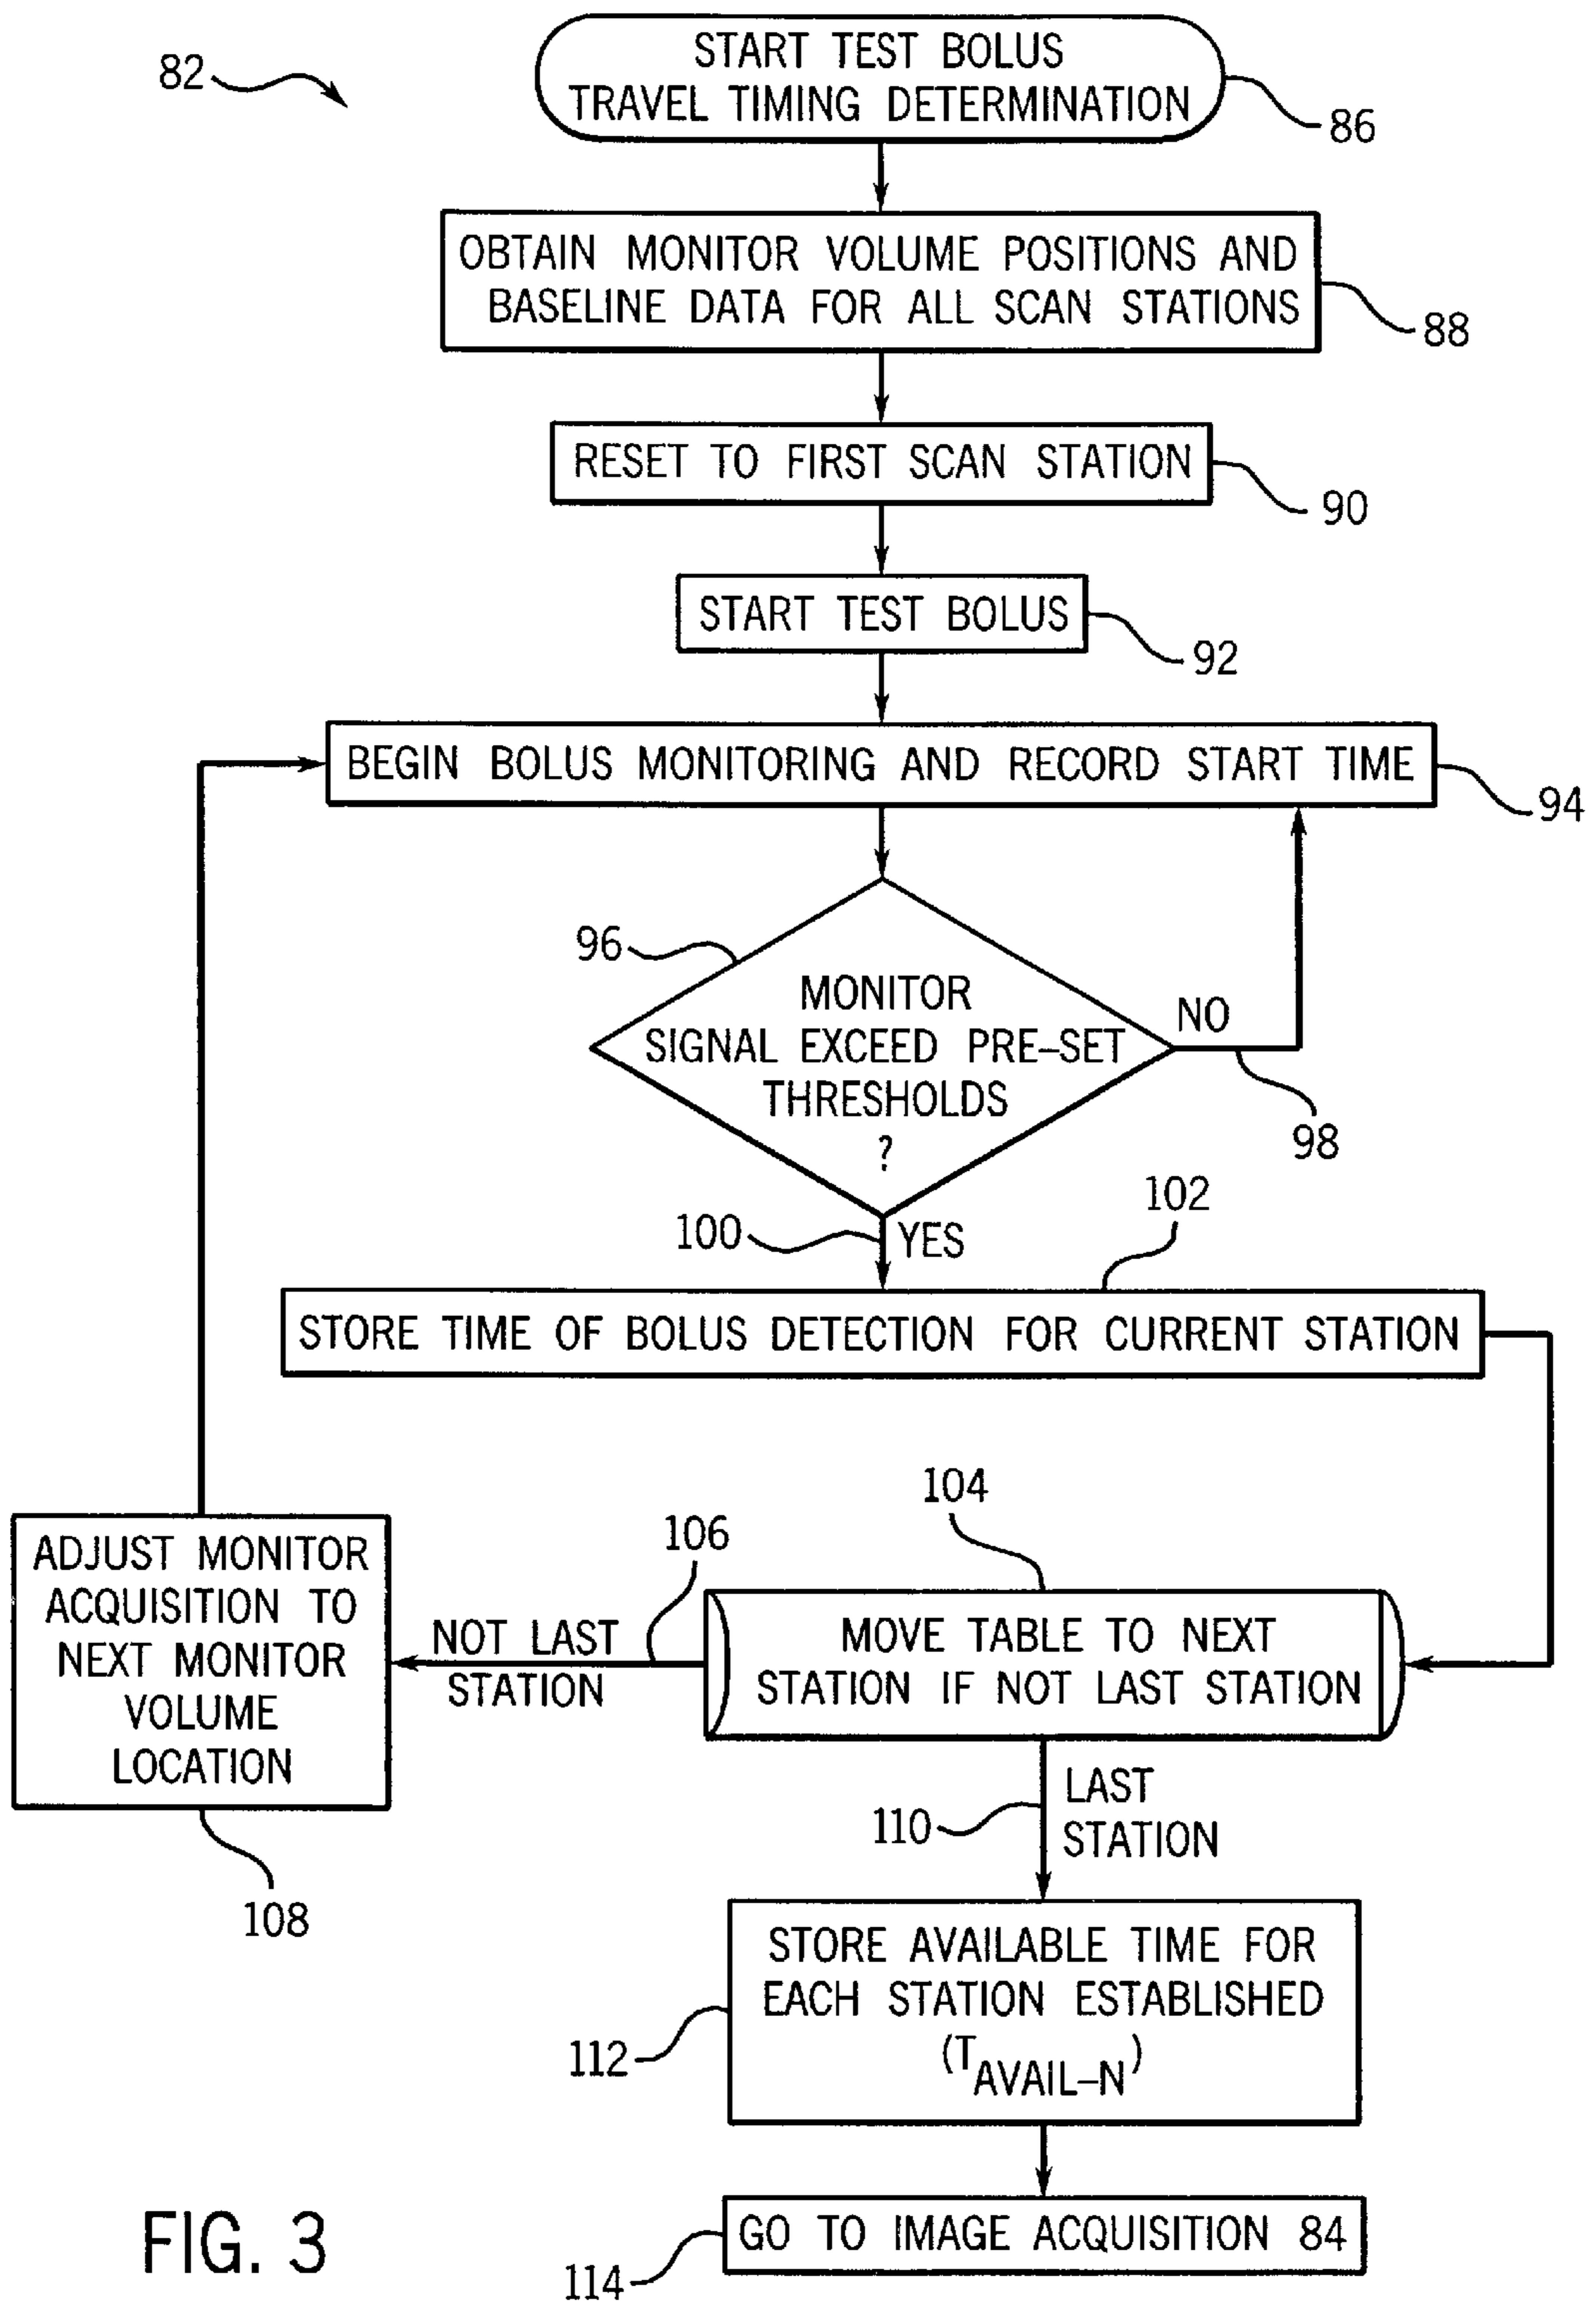 82
START TEST BOLUS
TRAVEL TIMING DETERMINATION
86
OBTAIN MONITOR VOLUME POSITIONS AND
BASELINE DATA FOR ALL SCAN STATIONS
88
RESET TO FIRST SCAN STATION
90
START TEST BOLUS
92
BEGIN BOLUS MONITORING AND RECORD START TIME
94
96
MONITOR
SIGNAL EXCEED PRE-SET
THRESHOLDS
?
NO
98
100
YES
102
STORE TIME OF BOLUS DETECTION FOR CURRENT STATION
104
MOVE TABLE TO NEXT
STATION IF NOT LAST STATION
106
NOT LAST
STATION
ADJUST MONITOR
ACQUISITION TO
NEXT MONITOR
VOLUME
LOCATION
108
110
LAST
STATION
STORE AVAILABLE TIME FOR
EACH STATION ESTABLISHED
(TAVAIL-N)
112
GO TO IMAGE ACQUISITION 84
114
FIG. 3